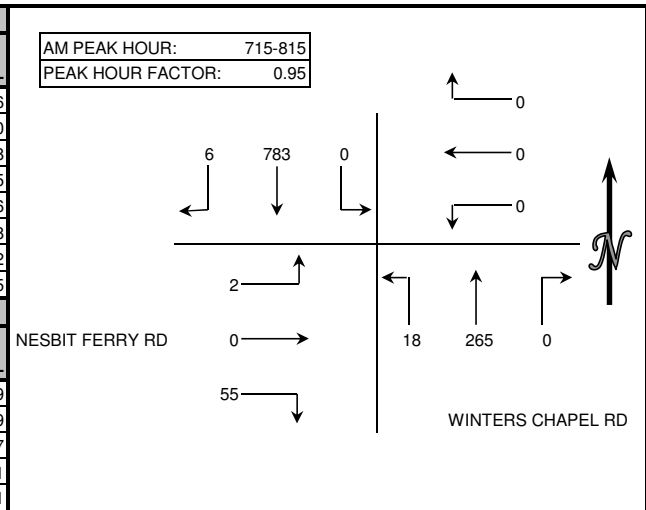 AM PEAK HOUR: 715-815
PEAK HOUR FACTOR: 0.95
0
6 783 0 0
0
2
N
NESBIT FERRY RD 0 18 265 0
55
WINTERS CHAPEL RD